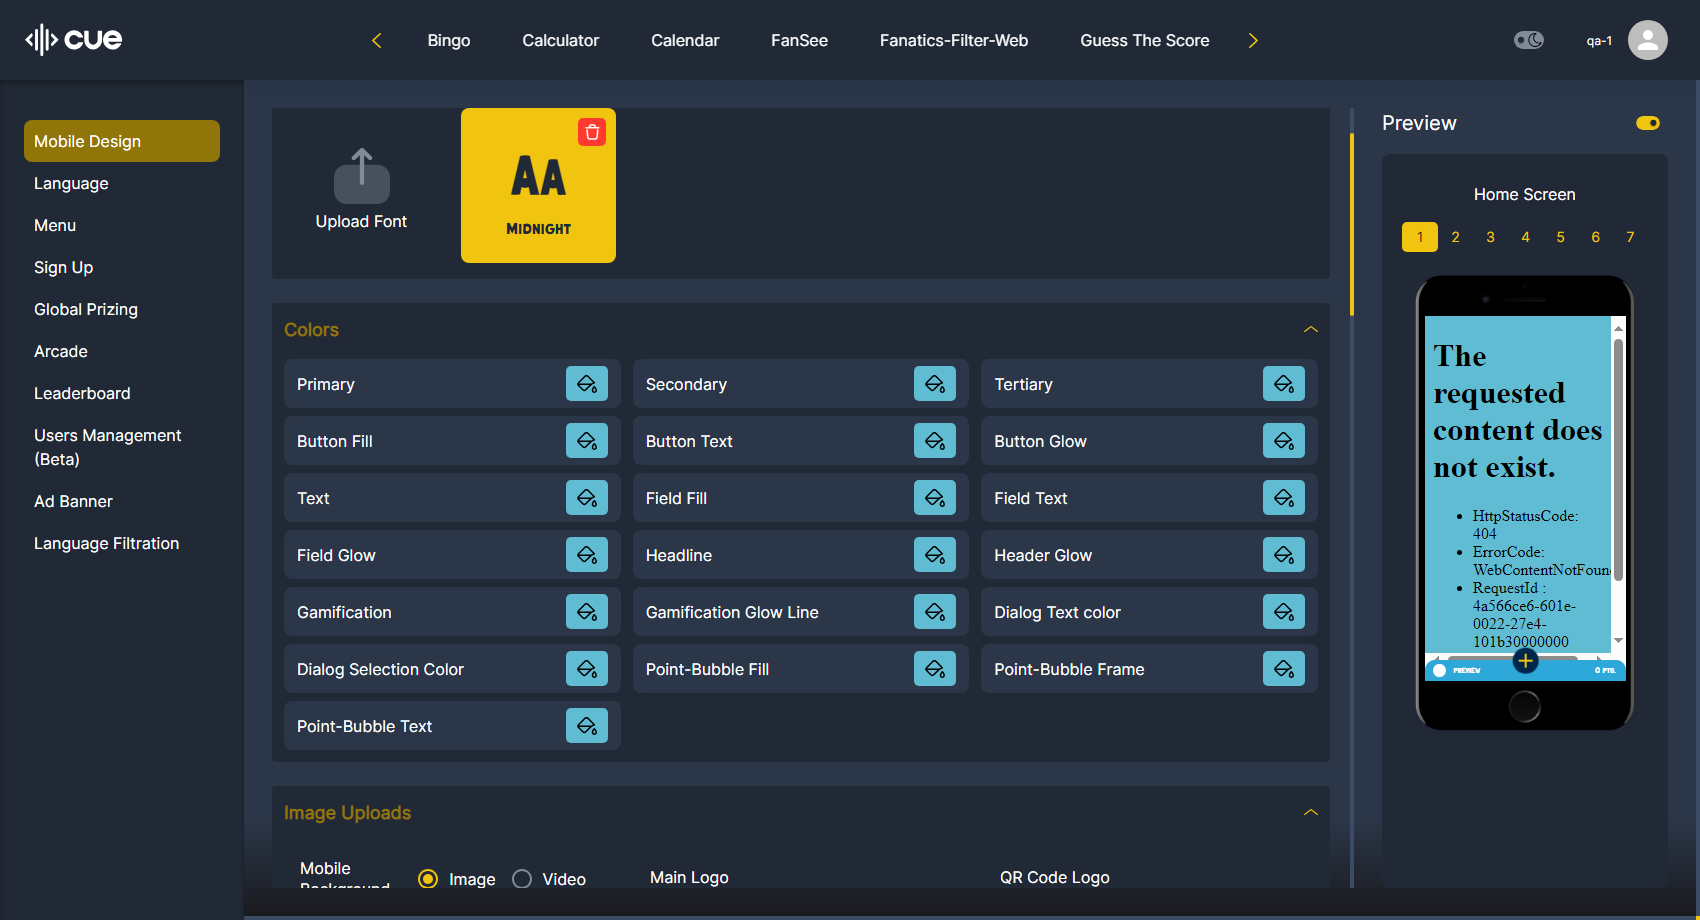 cue
Bingo
Calculator
Calendar
FanSee
Fanatics-Filter-Web
Guess The Score
qa-1
Mobile Design
Language
Menu
Sign Up
Global Prizing
Arcade
Leaderboard
Users Management
(Beta)
Ad Banner
Language Filtration
Upload Font
AA
MIDNIGHT
Colors
Primary
Secondary
Tertiary
Button Fill
Button Text
Button Glow
Text
Field Fill
Field Text
Field Glow
Headline
Header Glow
Gamification
Gamification Glow Line
Dialog Text color
Dialog Selection Color
Point-Bubble Fill
Point-Bubble Frame
Point-Bubble Text
Image Uploads
Mobile
Background
Image
Video
Main Logo
QR Code Logo
Preview
Home Screen
1 2 3 4 5 6 7
The
requested
content does
not exist.
HttpStatusCode:
404
ErrorCode:
WebContentNotFoun
RequestId :
4a566ce6-601e-
0022-27e4-
101b30000000
PREVIEW
0 PTS.